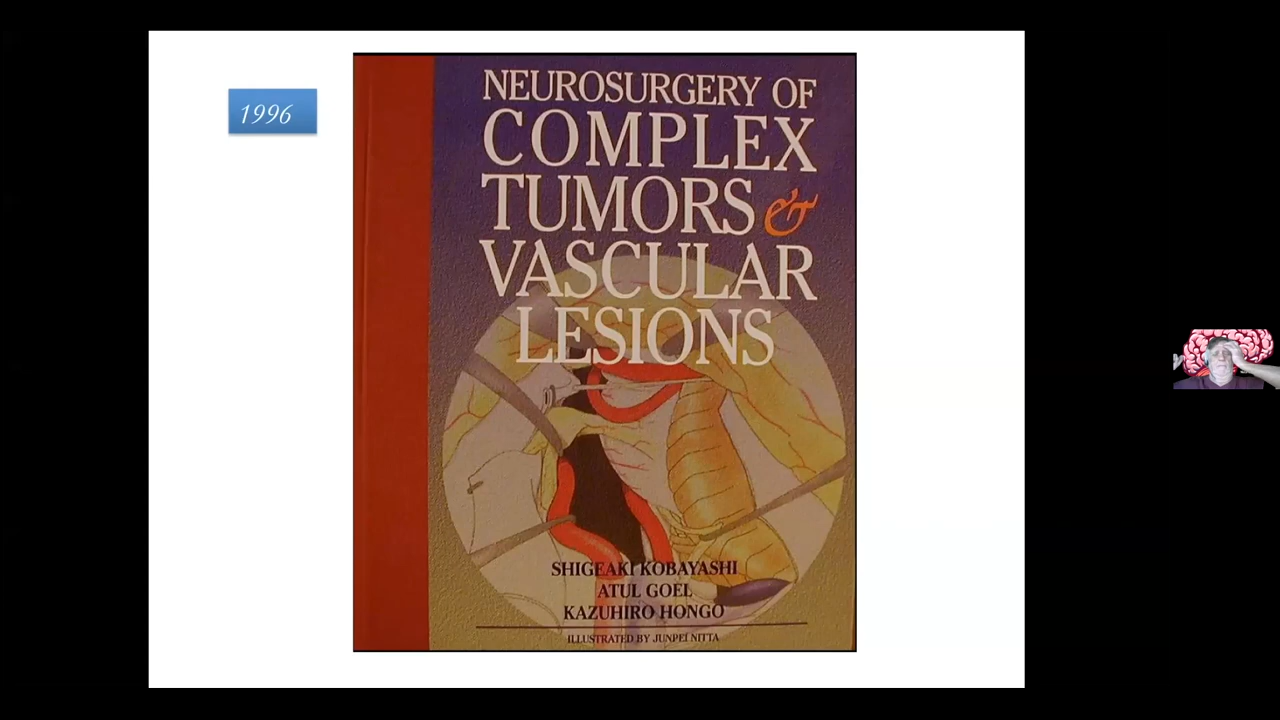 1996
NEUROSURGERY OF
COMPLEX
TUMORS &
VASCULAR
LESIONS
SHIGEAKI KOBAYASHI
ATUL GOEL
KAZUHIRO HONGO
ILLUSTRATED BY JUNPEI NITTA